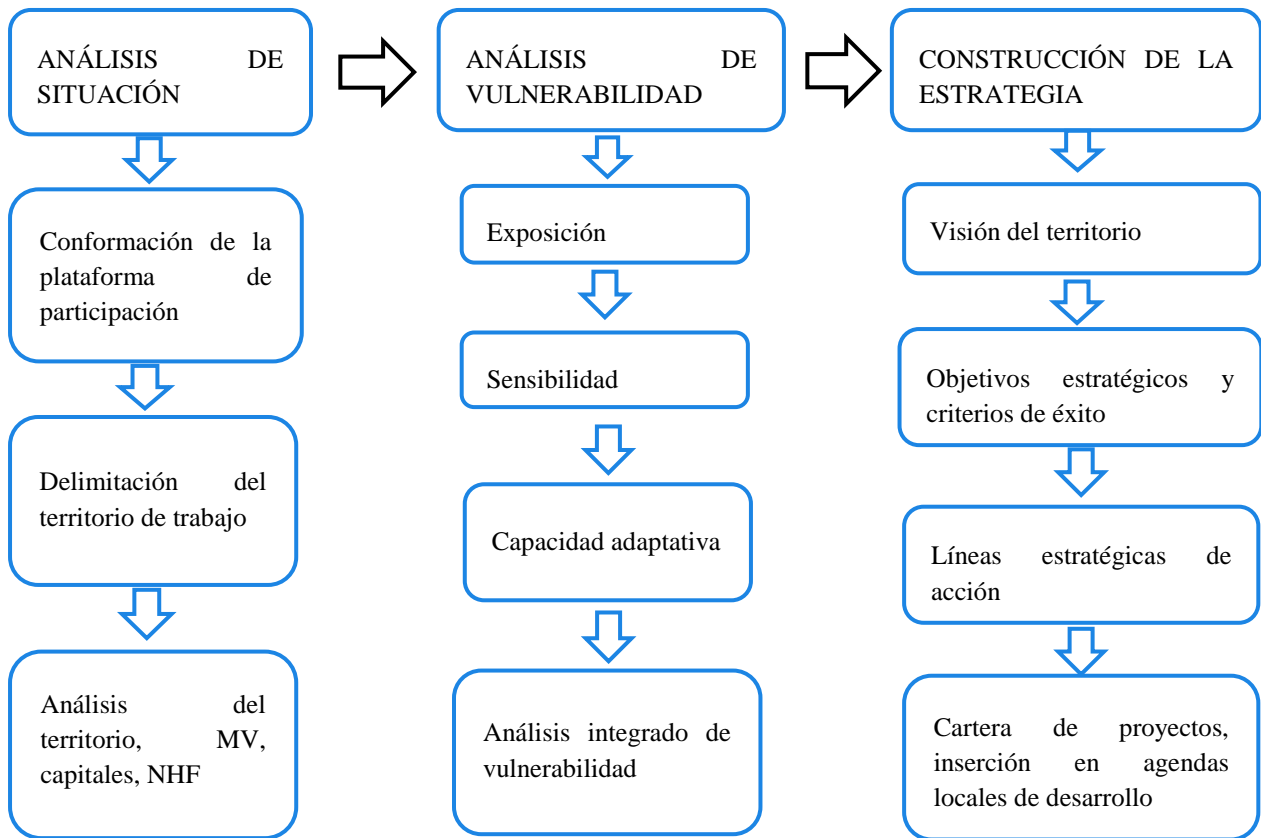 ANÁLISIS DE
SITUACIÓN
Conformación de la
plataforma de
participación
Delimitación del
territorio de trabajo
Análisis del
territorio, MV,
capitales, NHF
ANÁLISIS DE
VULNERABILIDAD
Exposición
Sensibilidad
Capacidad adaptativa
Análisis integrado de
vulnerabilidad
CONSTRUCCIÓN DE LA
ESTRATEGIA
Visión del territorio
Objetivos estratégicos y
criterios de éxito
Líneas estratégicas de
acción
Cartera de proyectos,
inserción en agendas
locales de desarrollo